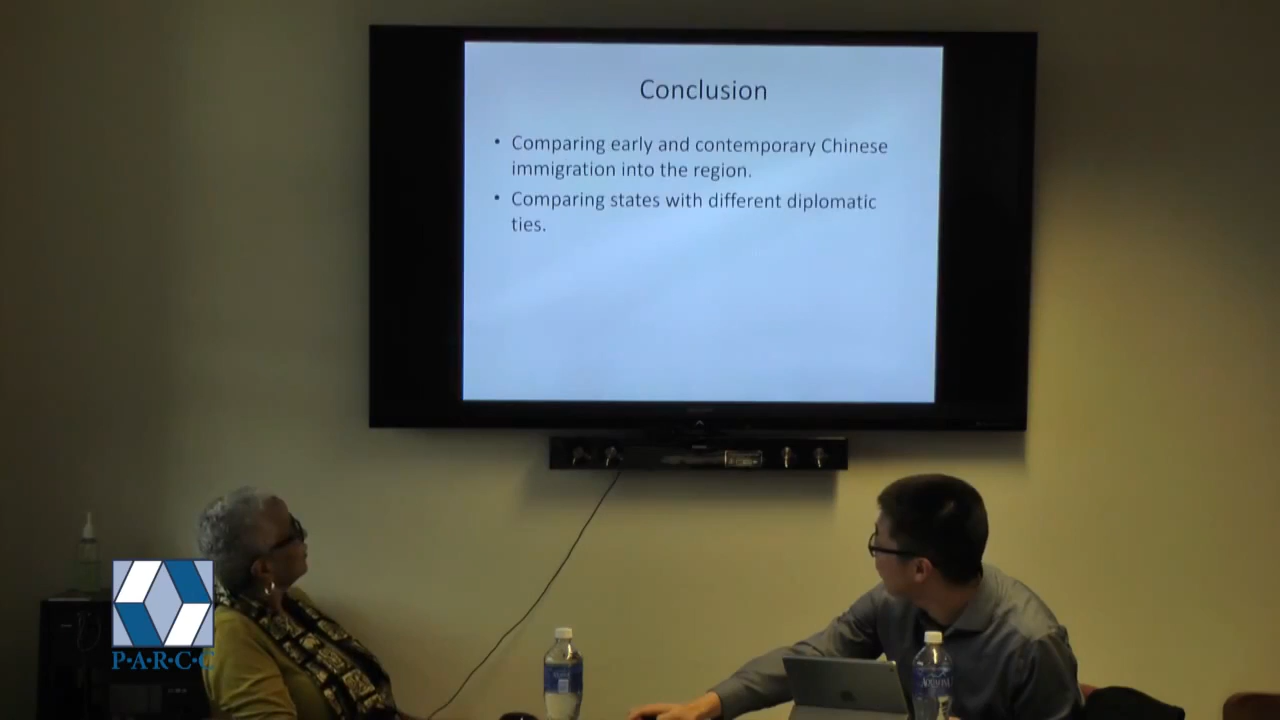 Conclusion
• Comparing early and contemporary Chinese
immigration into the region.
• Comparing states with different diplomatic
ties.
P·A·R·C·C